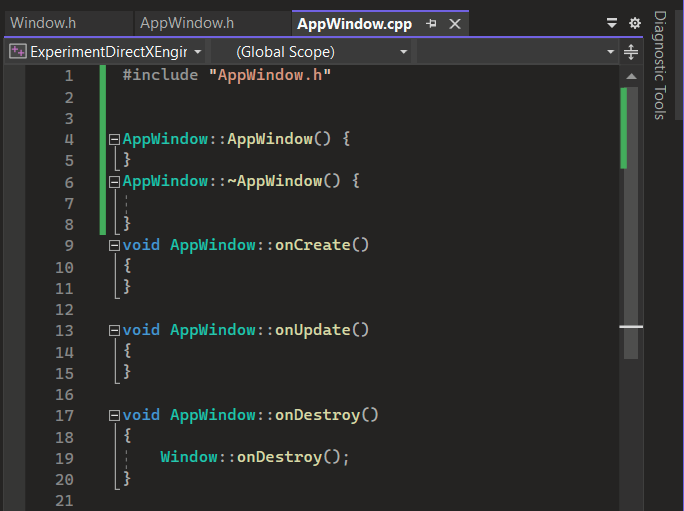 Window.h AppWindow.h AppWindow.cpp
ExperimentDirectXEngir (Global Scope)
Diagnostic Tools
1 #include "AppWindow.h"
2
3
4 AppWindow::AppWindow() {
5 }
6 AppWindow::~AppWindow() {
7
8 }
9 void AppWindow::onCreate()
10 {
11 }
12
13 void AppWindow::onUpdate()
14 {
15 }
16
17 void AppWindow::onDestroy()
18 {
19 Window::onDestroy();
20 }
21